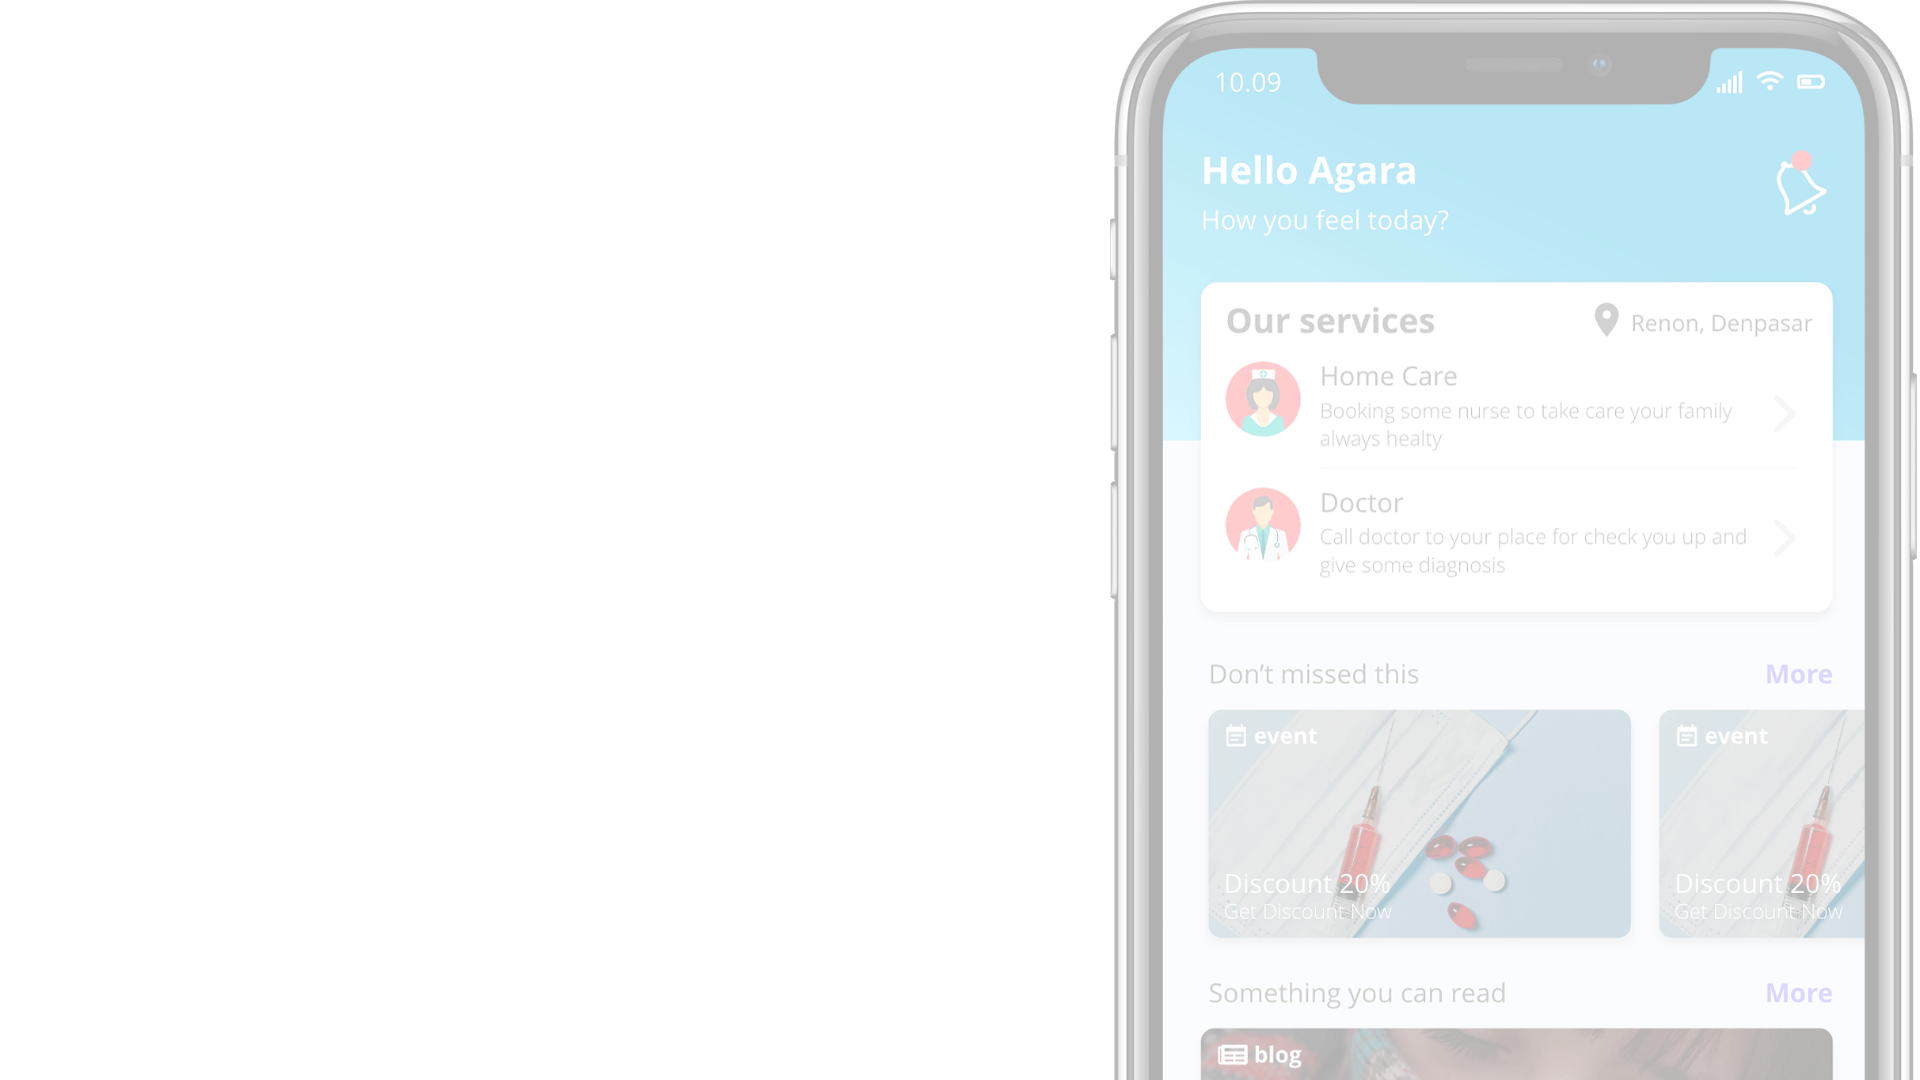 10.09
Hello Agara
How you feel today?
Our services
Renon, Denpasar
Home Care
Booking some nurse to take care your family
always healty
Doctor
Call doctor to your place for check you up and
give some diagnosis
Don't missed this
More
event
Discount 20%
Get Discount Now
event
Discount 20%
Get Discount Now
Something you can read
More
blog